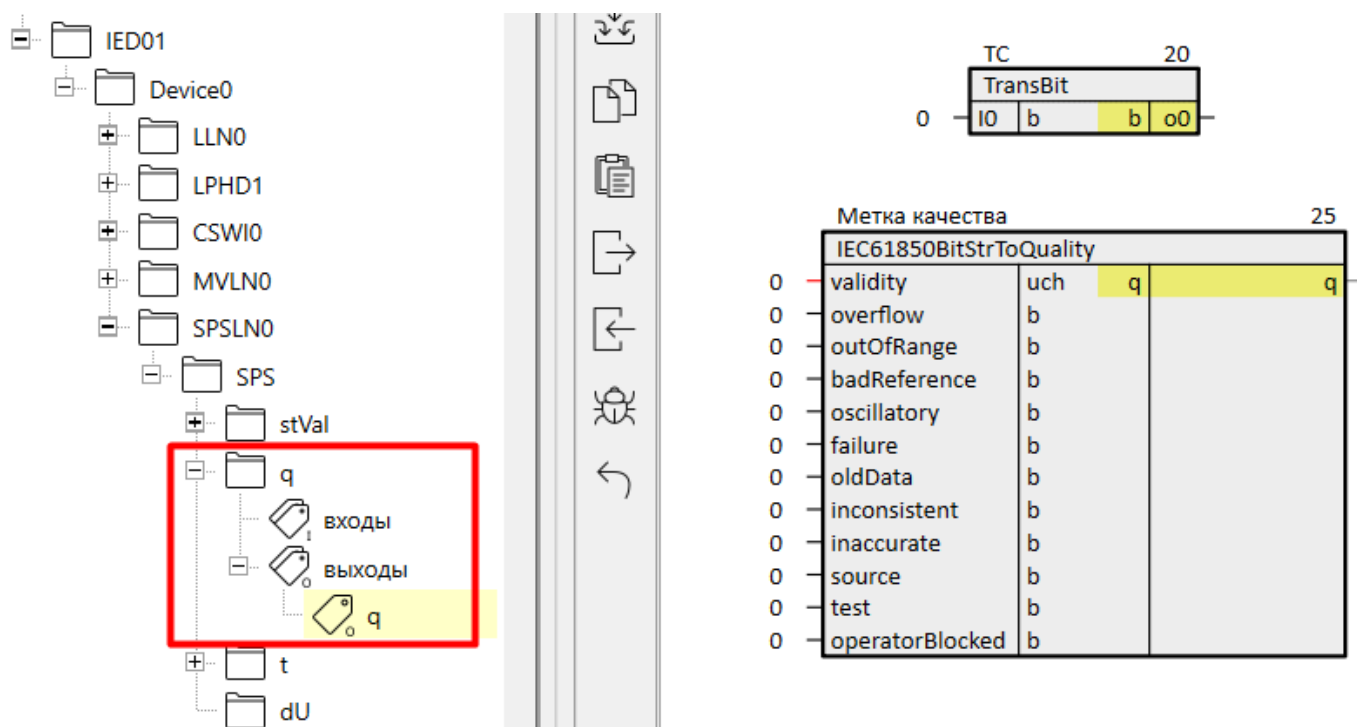 IED01
Device0
LLN0
LPHD1
CSWI0
MVLN0
SPSLN0
SPS
stVal
q
входы
выходы
q
t
dU
ТС 20
TransBit
0 I0 b b o0
Метка качества 25
IEC61850BitStrToQuality
0 validity uch q q
0 overflow b
0 outOfRange b
0 badReference b
0 oscillatory b
0 failure b
0 oldData b
0 inconsistent b
0 inaccurate b
0 source b
0 test b
0 operatorBlocked b